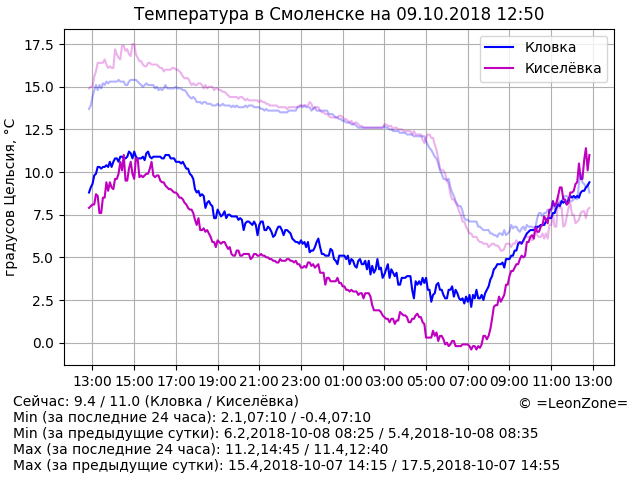 Температура в Смоленске на 09.10.2018 12:50
градусов Цельсия, °C
17.5
15.0
12.5
10.0
7.5
5.0
2.5
0.0
Кловка
Киселёвка
13:00 15:00 17:00 19:00 21:00 23:00 01:00 03:00 05:00 07:00 09:00 11:00 13:00
Сейчас: 9.4 / 11.0 (Кловка / Киселёвка)
© =LeonZone=
Min (за последние 24 часа): 2.1,07:10 / -0.4,07:10
Min (за предыдущие сутки): 6.2,2018-10-08 08:25 / 5.4,2018-10-08 08:35
Max (за последние 24 часа): 11.2,14:45 / 11.4,12:40
Max (за предыдущие сутки): 15.4,2018-10-07 14:15 / 17.5,2018-10-07 14:55